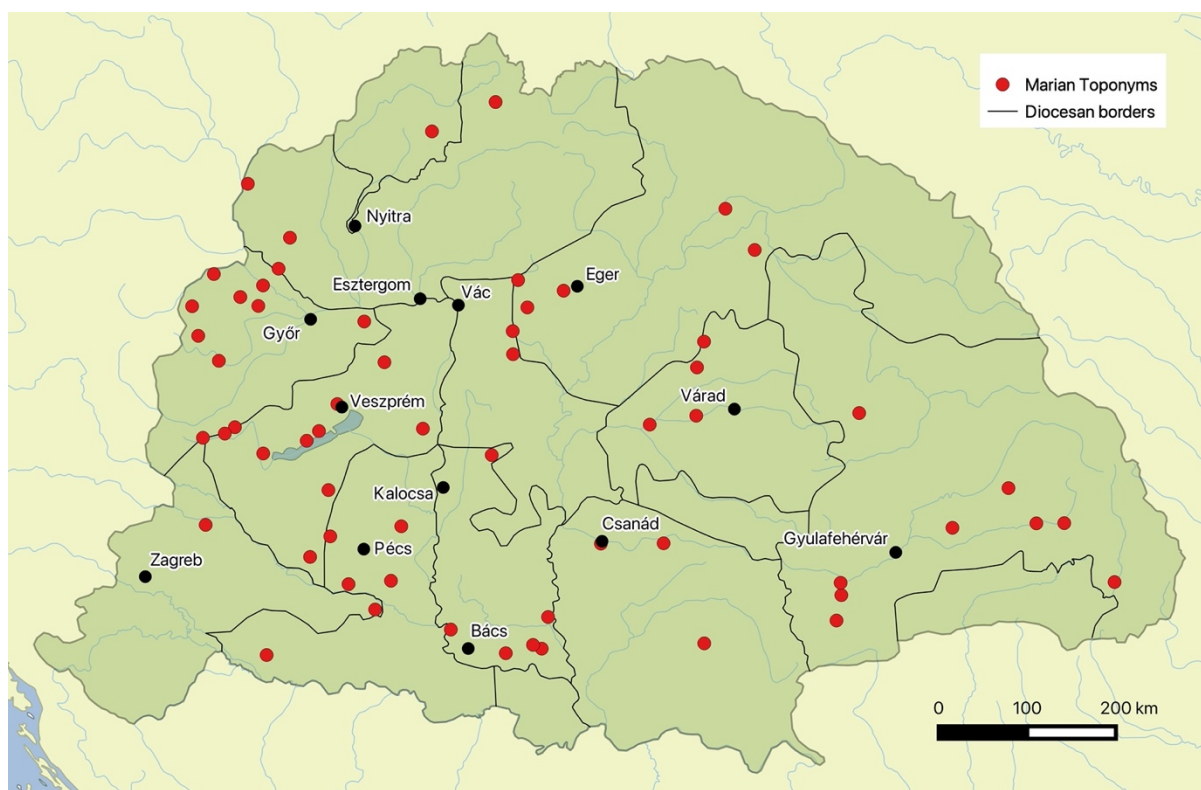 Marian Toponyms
Diocesan borders
Nyitra
Esztergom
Vác
Eger
Győr
Veszprém
Várad
Kalocsa
Csanád
Gyulafehérvár
Pécs
Zagreb
Bács
0 100 200 km